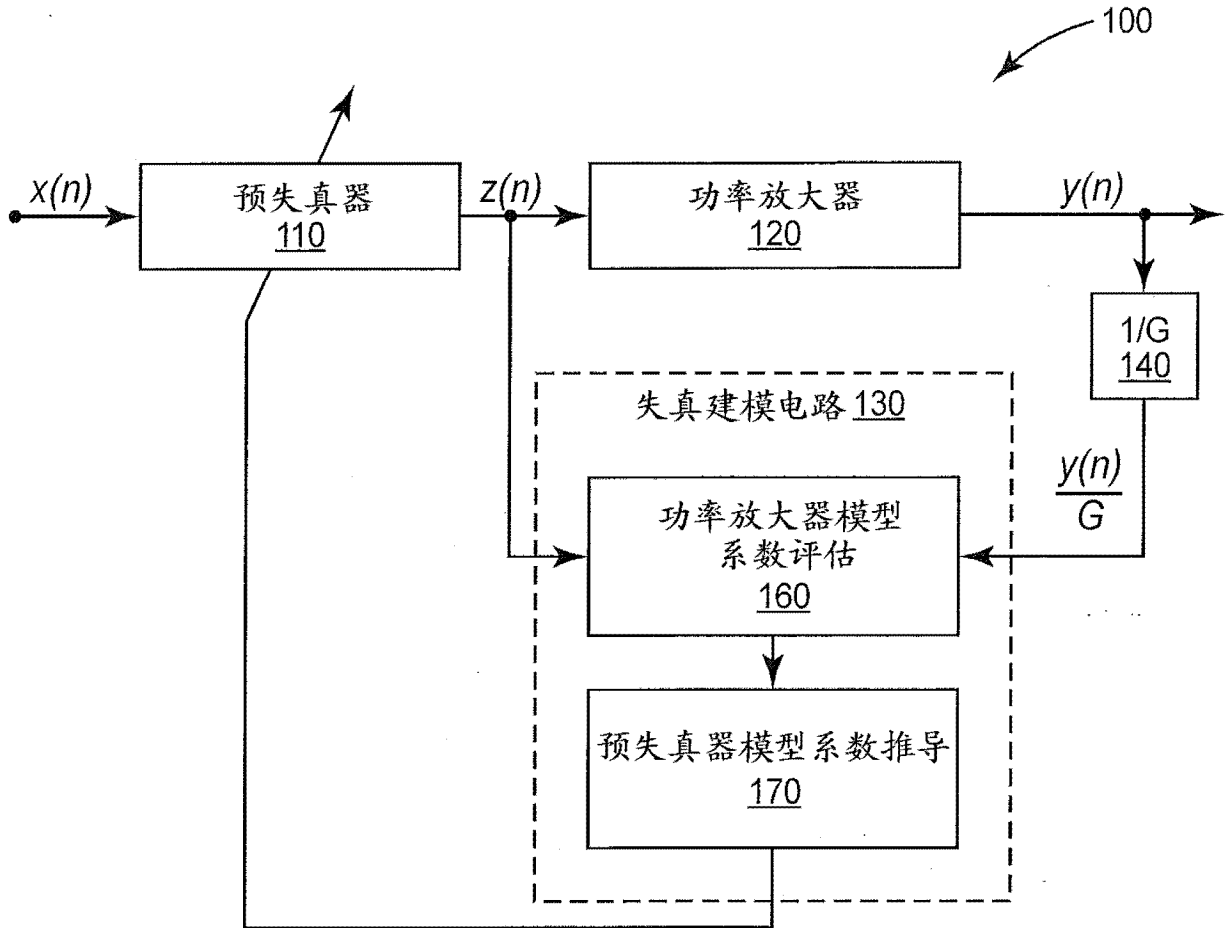 100
x(n)
预失真器
110
z(n)
功率放大器
120
y(n)
1/G
140
失真建模电路 130
y(n)
G
功率放大器模型
系数评估
160
预失真器模型系数推导
170